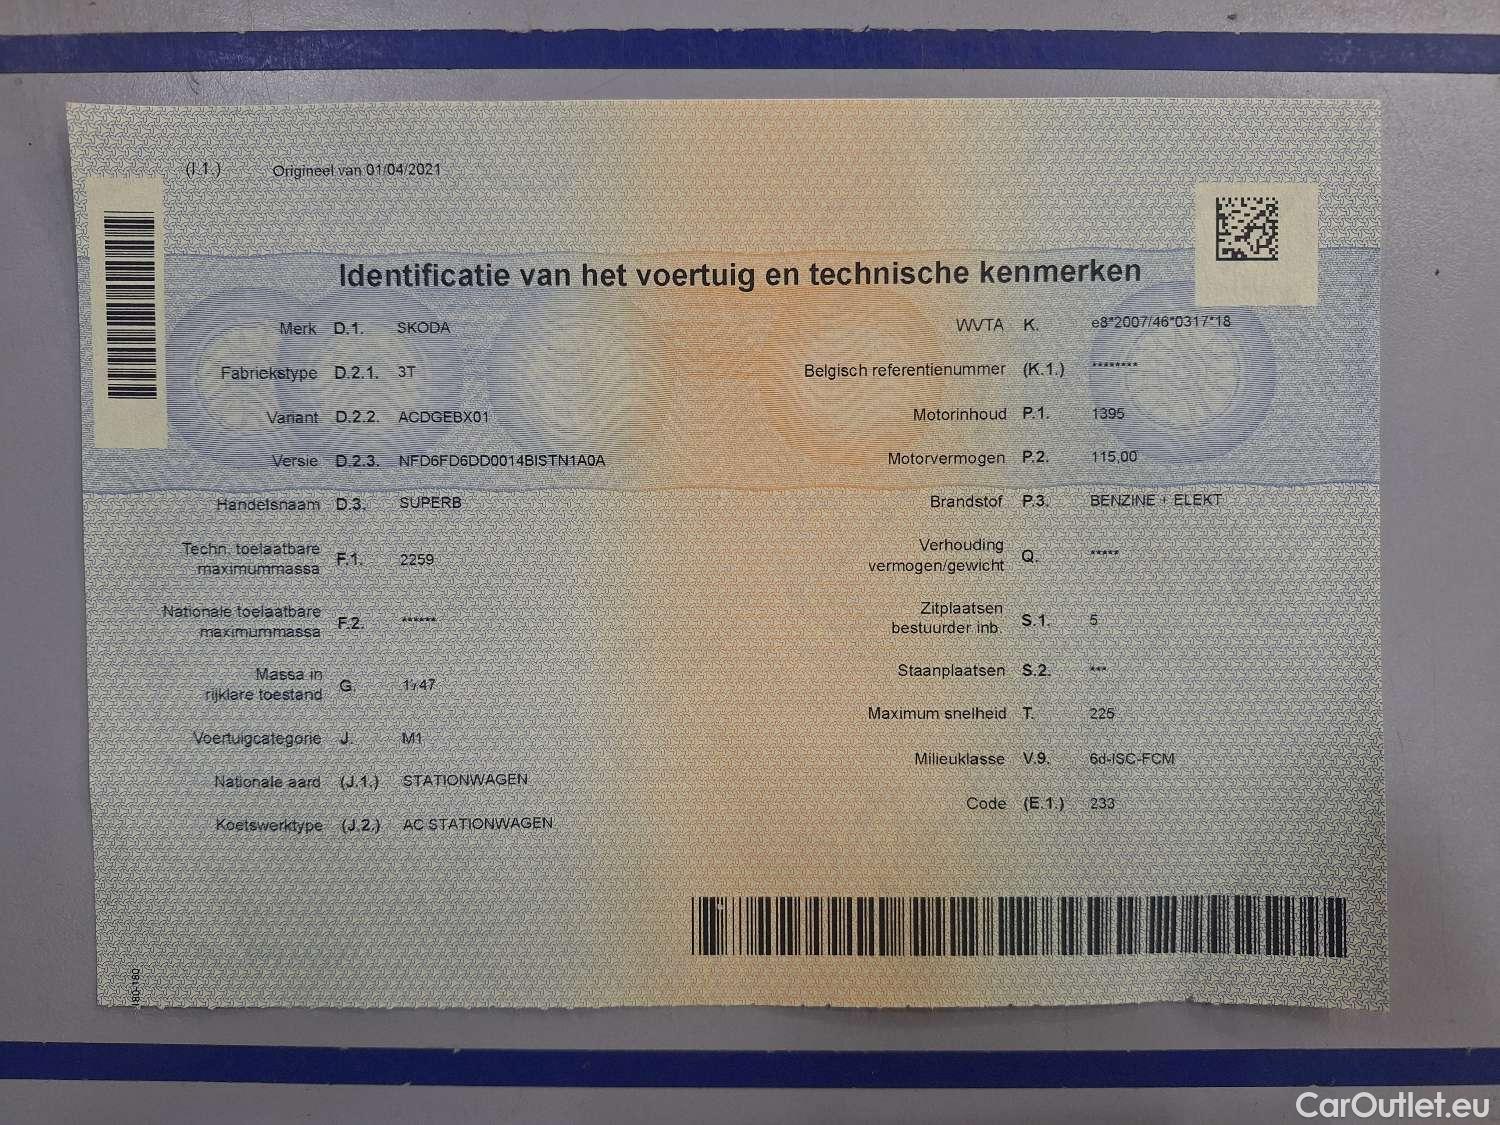 (I.1.) Origineel van 01/04/2021
Identificatie van het voertuig en technische kenmerken
Merk D.1. SKODA
Fabriekstype D.2.1. 3T
Variant D.2.2. ACDGEBX01
Versie D.2.3. NFD6FD6DD0014BISTN1A0A
Handelsnaam D.3. SUPERB
Techn. toelaatbare
maximummassa F.1. 2259
Nationale toelaatbare
maximummassa F.2. ******
Massa in
rijklare toestand G.
Voertuigcategorie J. M1
Nationale aard (J.1.) STATIONWAGEN
Koetswerktype (J.2.) AC STATIONWAGEN
WVTA K. e8*2007/46*0317*18
Belgisch referentienummer (K.1.) ********
Motorinhoud P.1. 1395
Motorvermogen P.2. 115,00
Brandstof P.3. BENZINE + ELEKT
Verhouding
vermogen/gewicht Q. *****
Zitplaatsen
bestuurder inb. S.1. 5
Staanplaatsen S.2. ***
Maximum snelheid T. 225
Milieuklasse V.9. 6d-ISC-FCM
Code (E.1.) 233
180-180
CarOutlet.eu